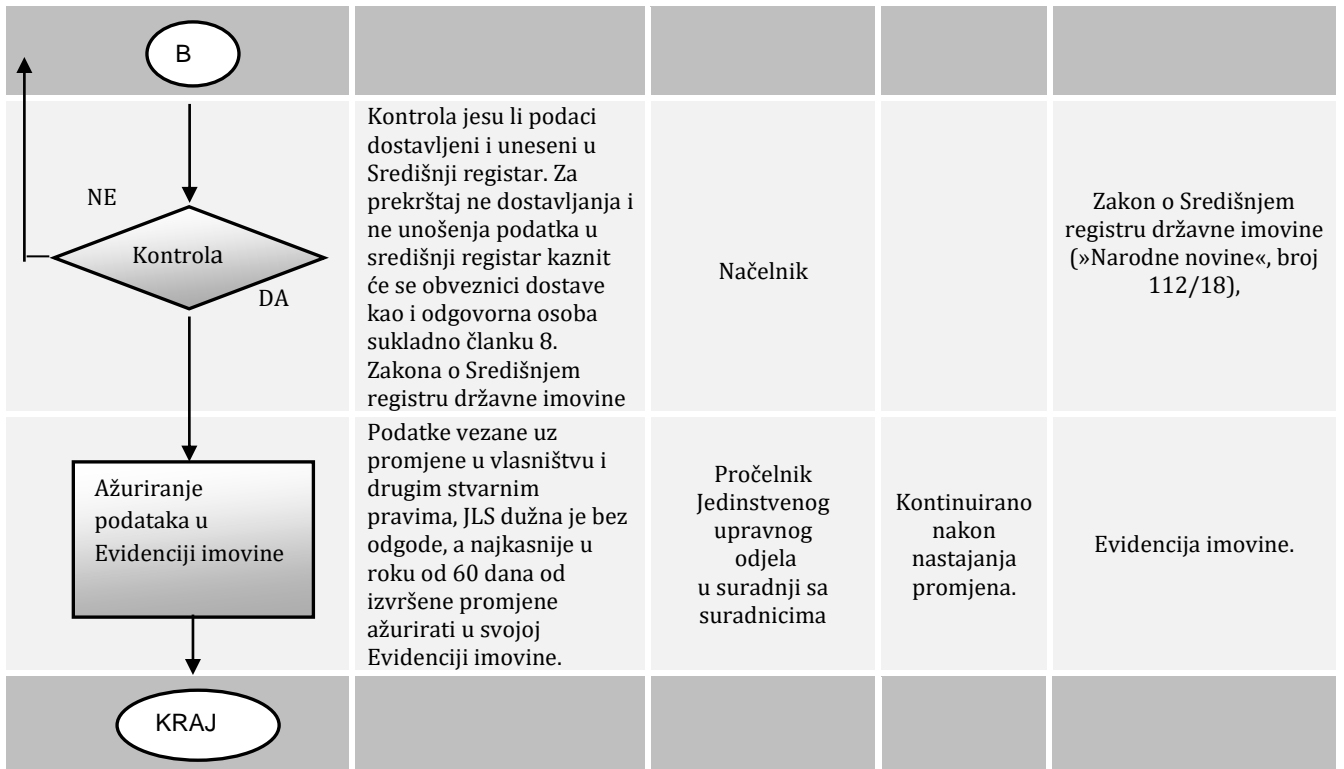 B
NE
Kontrola
DA
Kontrola jesu li podaci
dostavljeni i uneseni u
Središnji registar. Za
prekrštaj ne dostavljanja i
ne unošenja podatka u
središnji registar kaznit
će se obveznici dostave
kao i odgovorna osoba
sukladno članku 8.
Zakona o Središnjem
registru državne imovine
Načelnik
Zakon o Središnjem
registru državne imovine
(»Narodne novine«, broj
112/18),
Ažuriranje
podataka u
Evidenciji imovine
Podatke vezane uz
promjene u vlasništvu i
drugim stvarnim
pravima, JLS dužna je bez
odgode, a najkasnije u
roku od 60 dana od
izvršene promjene
ažurirati u svojoj
Evidenciji imovine.
Pročelnik
Jedinstvenog
upravnog
odjela
u suradnji sa
suradnicima
Kontinuirano
nakon
nastajanja
promjena.
Evidencija imovine.
KRAJ